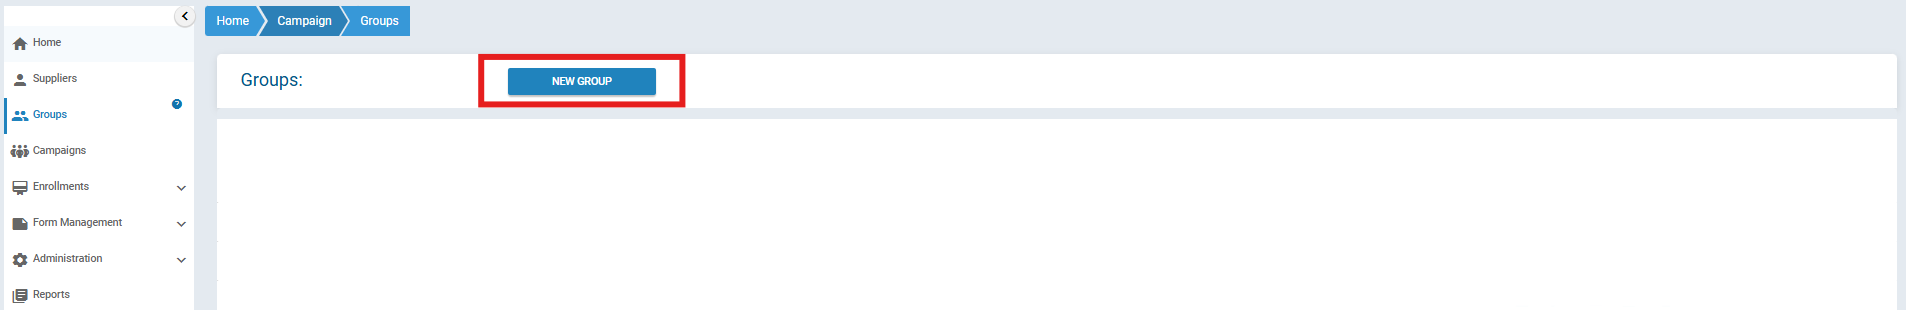 Home
Suppliers
?
Groups
Campaigns
Enrollments
Form Management
Administration
Reports
Home Campaign Groups
Groups: NEW GROUP